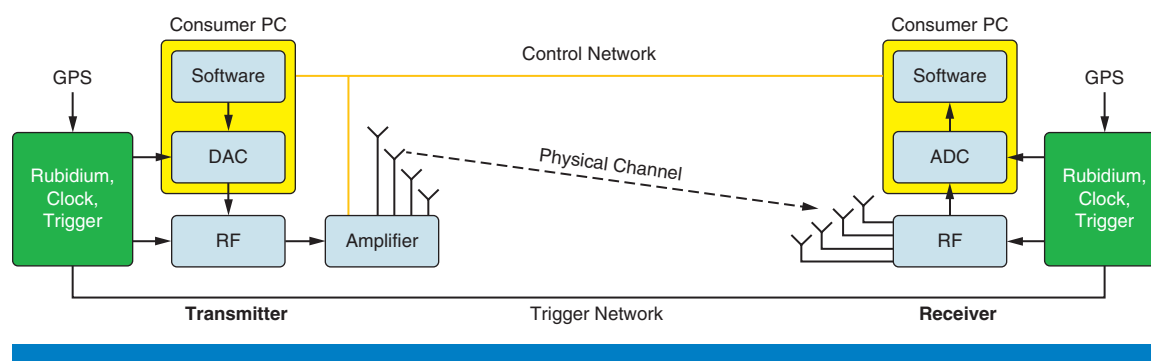 Consumer PC
Consumer PC
Software
Control Network
Software
GPS
GPS
DAC
Physical Channel
ADC
Rubidium,
Clock,
Trigger
Rubidium,
Clock,
Trigger
RF
Amplifier
RF
Transmitter
Trigger Network
Receiver